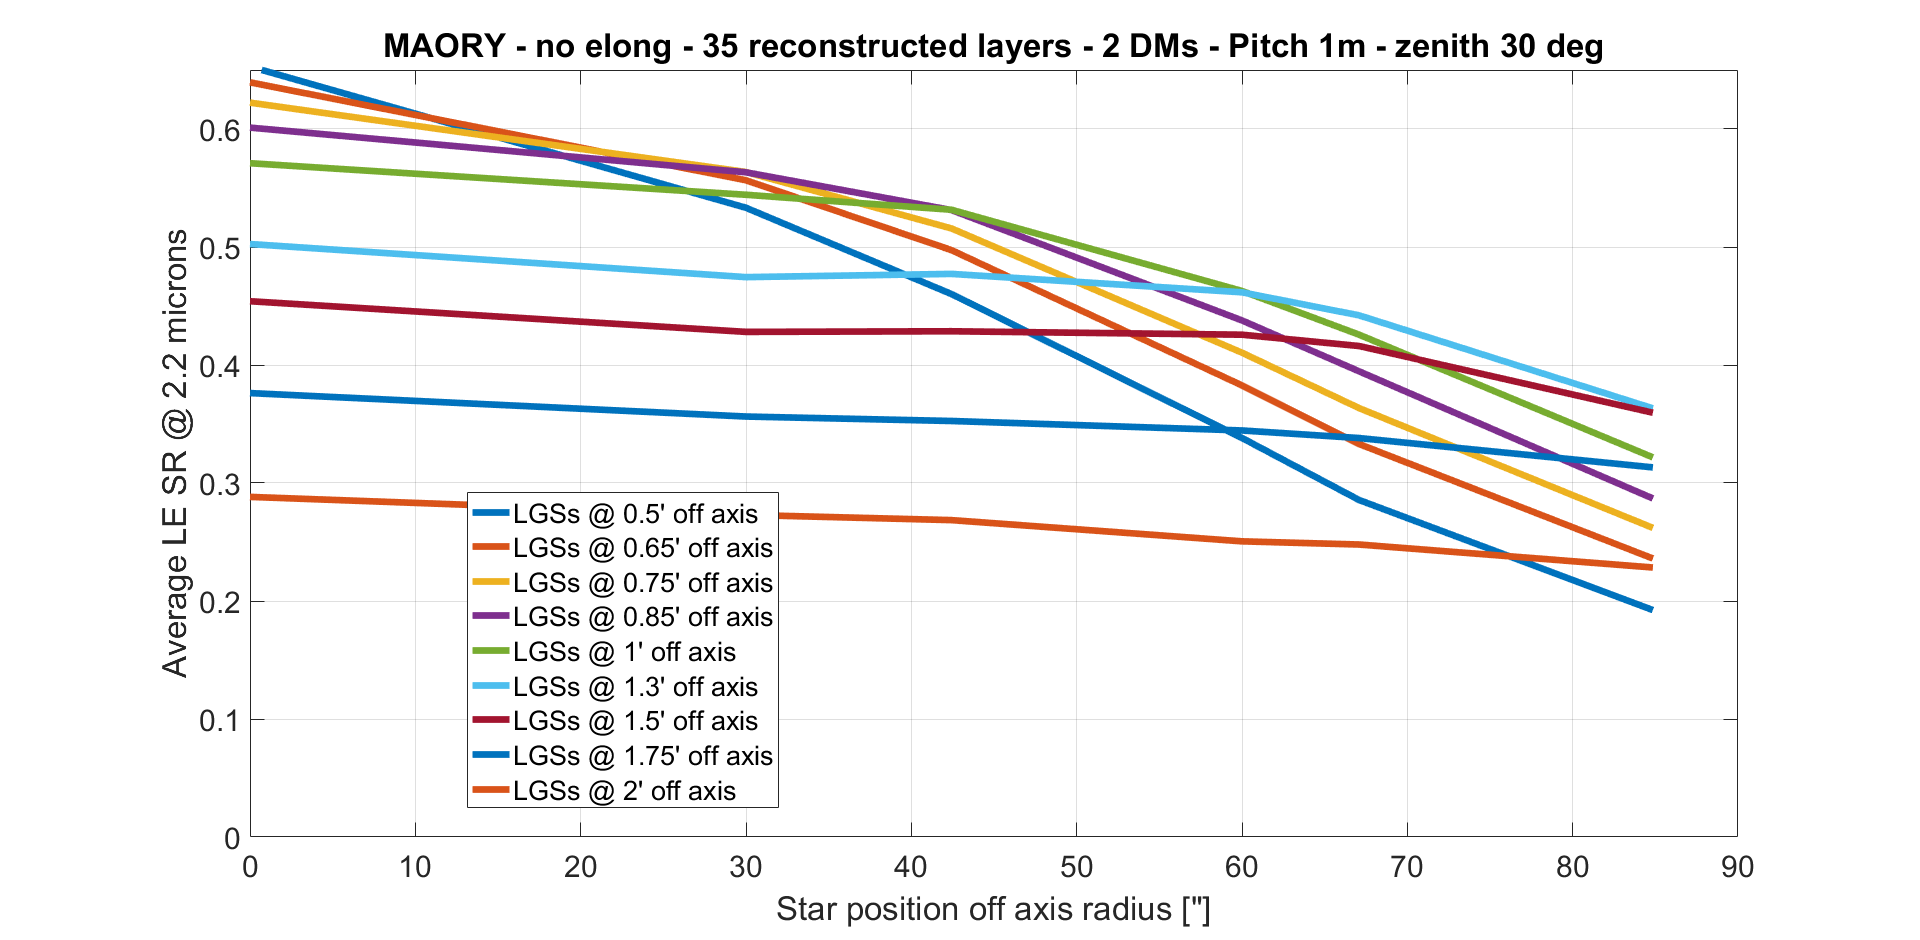 MAORY - no elong - 35 reconstructed layers - 2 DMs - Pitch 1m - zenith 30 deg
Average LE SR @ 2.2 microns
0.6
0.5
0.4
0.3
0.2
0.1
0
LGSs @ 0.5' off axis
LGSs @ 0.65' off axis
LGSs @ 0.75' off axis
LGSs @ 0.85' off axis
LGSs @ 1' off axis
LGSs @ 1.3' off axis
LGSs @ 1.5' off axis
LGSs @ 1.75' off axis
LGSs @ 2' off axis
0 10 20 30 40 50 60 70 80 90
Star position off axis radius ["]